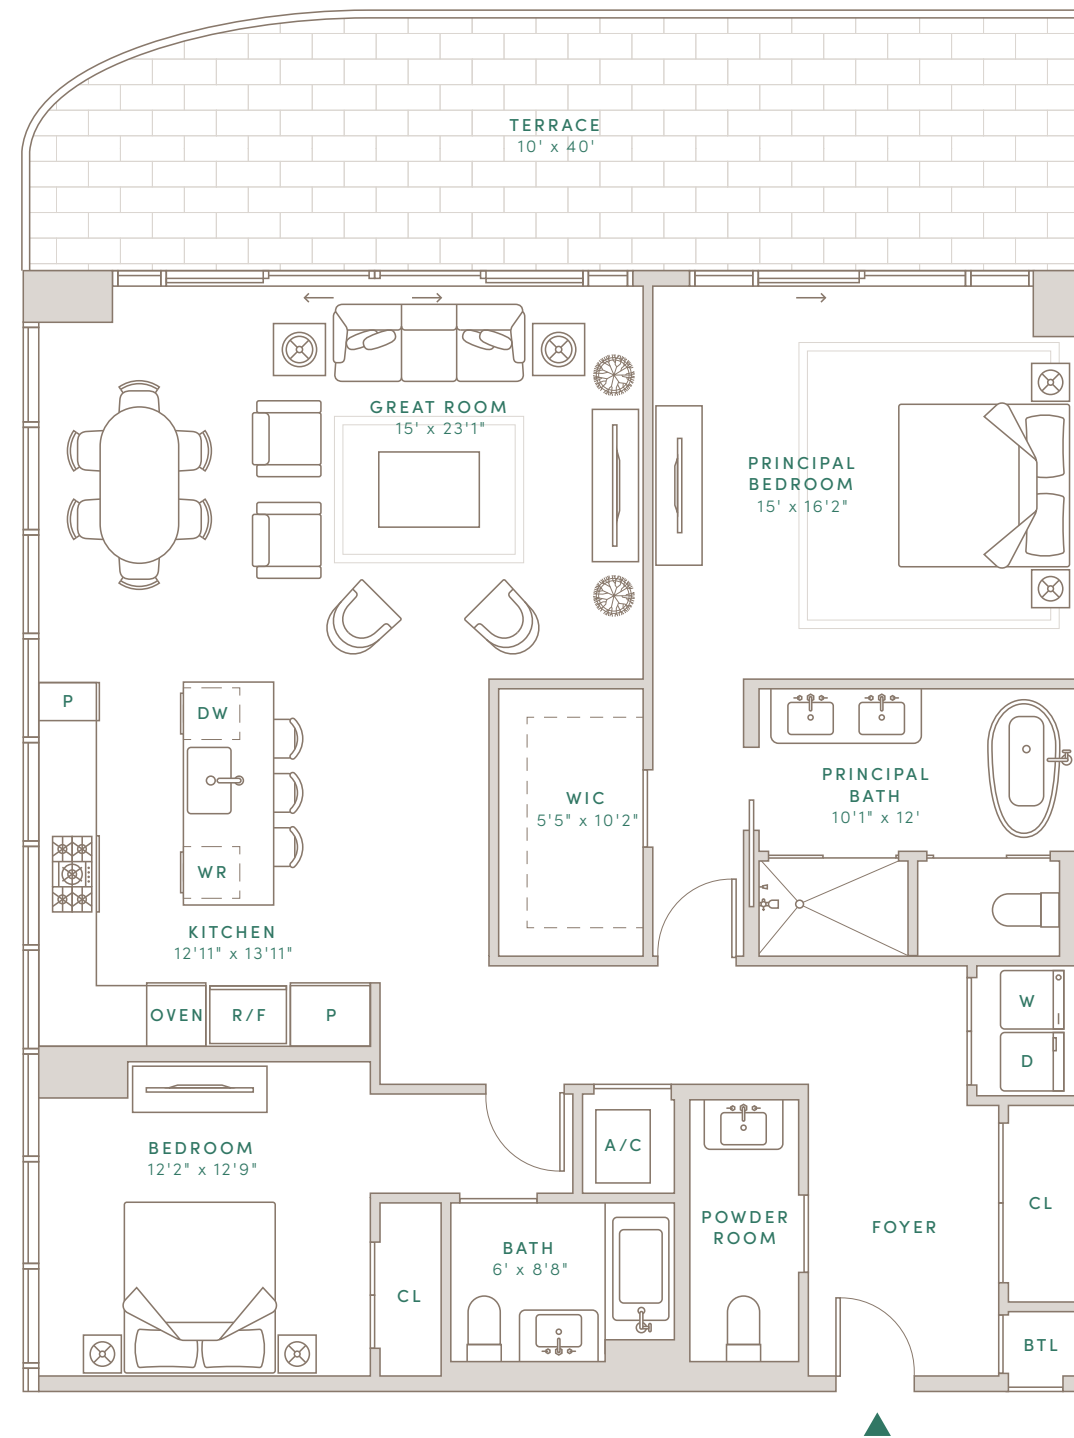 TERRACE
10' x 40'
GREAT ROOM
15' x 23'1"
PRINCIPAL
BEDROOM
15' x 16'2"
P
DW
WIC
5'5" x 10'2"
PRINCIPAL
BATH
10'1" x 12'
WR
KITCHEN
12'11" x 13'11"
OVEN
R/F
P
W
D
BEDROOM
12'2" x 12'9"
A/C
POWDER
ROOM
FOYER
CL
BATH
6' x 8'8"
CL
BTL